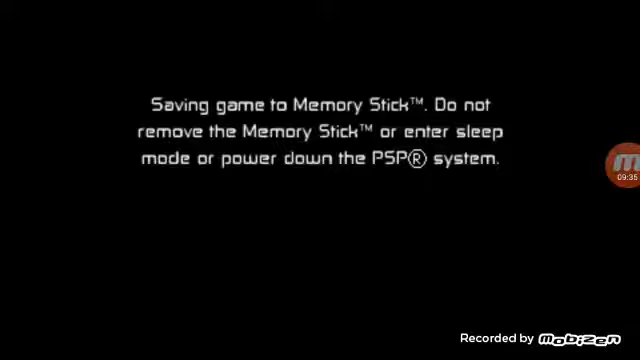 Saving game to Memory Stick™. Do not
remove the Memory Stick™ or enter sleep
mode or power down the PSP® system.
09:35
Recorded by mobizen